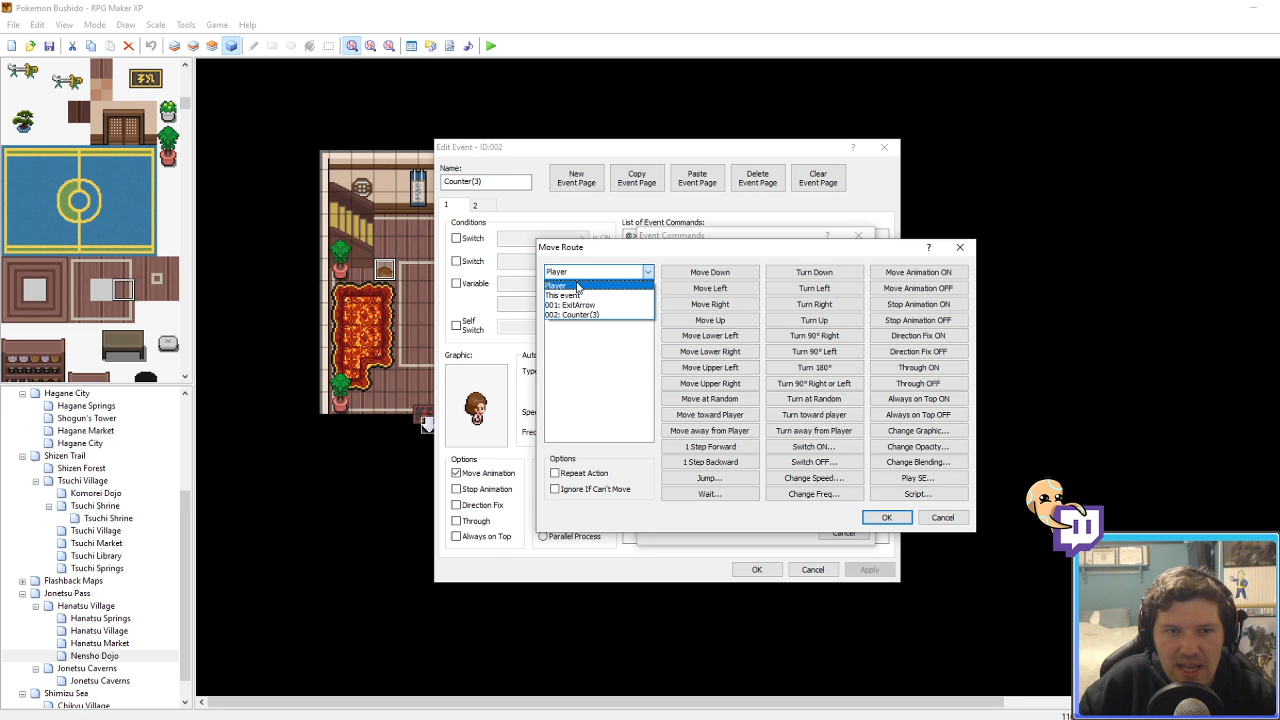 Pokemon Bushido - RPG Maker XP
File Edit View Mode Draw Scale Tools Game Help
Edit Event - ID:002
Name:
Counter(3)
New Event Page
Copy Event Page
Paste Event Page
Delete Event Page
Clear Event Page
1 2
Conditions
Switch
Switch
Variable
Self Switch
List of Event Commands:
@>
Event Commands
Graphic:
Options
Move Animation
Stop Animation
Direction Fix
Through
Always on Top
Parallel Process
OK
Cancel
Apply
Move Route
Player
Player
This event
001: ExitArrow
002: Counter(3)
Options
Repeat Action
Ignore If Can't Move
Move Down Turn Down Move Animation ON
Move Left Turn Left Move Animation OFF
Move Right Turn Right Stop Animation ON
Move Up Turn Up Stop Animation OFF
Move Lower Left Turn 90° Right Direction Fix ON
Move Lower Right Turn 90° Left Direction Fix OFF
Move Upper Left Turn 180° Through ON
Move Upper Right Turn 90° Right or Left Through OFF
Move at Random Turn at Random Always on Top ON
Move toward Player Turn toward player Always on Top OFF
Move away from Player Turn away from Player Change Graphic...
1 Step Forward Switch ON... Change Opacity...
1 Step Backward Switch OFF... Change Blending...
Jump... Change Speed.... Play SE...
Wait... Change Freq... Script...
OK Cancel
Hagane City
Hagane Springs
Shogun's Tower
Hagane Market
Hagane City
Shizen Trail
Shizen Forest
Tsuchi Village
Komorei Dojo
Tsuchi Shrine
Tsuchi Shrine
Tsuchi Village
Tsuchi Market
Tsuchi Library
Tsuchi Springs
Flashback Maps
Jonetsu Pass
Hanatsu Village
Hanatsu Springs
Hanatsu Village
Hanatsu Market
Nensho Dojo
Jonetsu Caverns
Jonetsu Caverns
Shimizu Sea
Chikyu Village